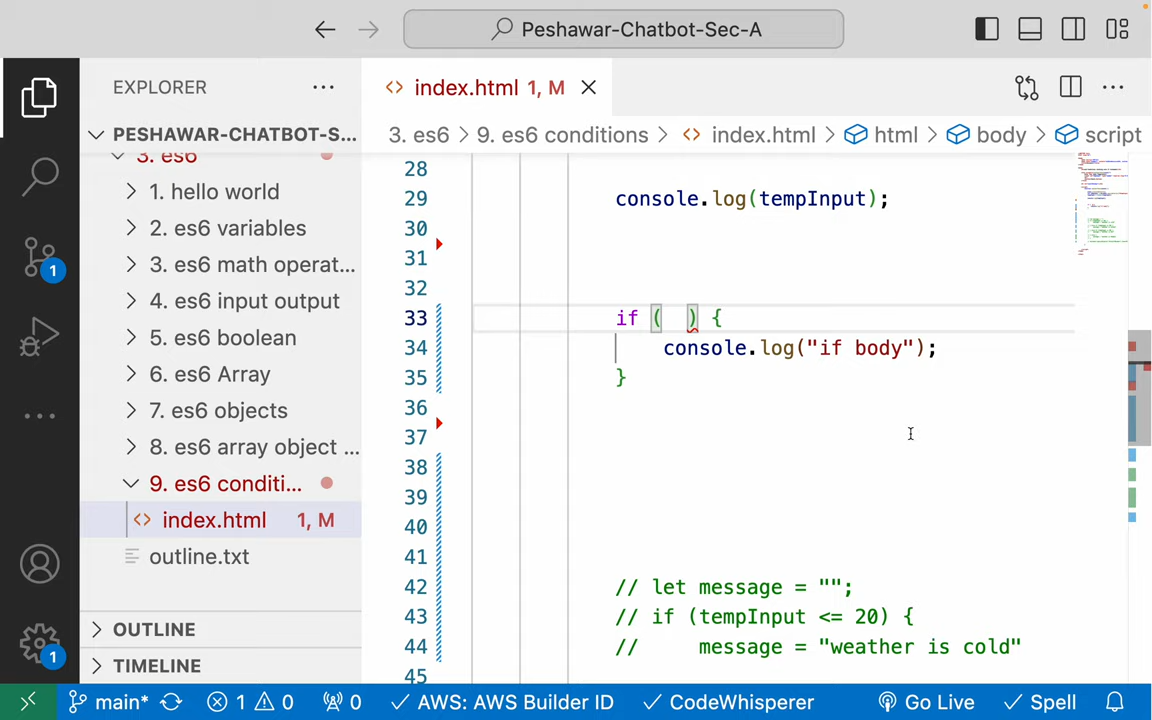 Peshawar-Chatbot-Sec-A
EXPLORER
index.html 1, M
PESHAWAR-CHATBOT-S...
3. es6 > 9. es6 conditions > index.html > html > body > script
3. es6
1. hello world
2. es6 variables
3. es6 math operat...
4. es6 input output
5. es6 boolean
6. es6 Array
7. es6 objects
8. es6 array object ...
9. es6 conditi...
index.html 1, M
outline.txt
OUTLINE
TIMELINE
28
29 console.log(tempInput);
30
31
32
33 if (  ) {
34 console.log("if body");
35 }
36
37
38
39
40
41
42 // let message = "";
43 // if (tempInput <= 20) {
44 //     message = "weather is cold"
45
1
1
main* 1 0 0 AWS: AWS Builder ID CodeWhisperer Go Live Spell